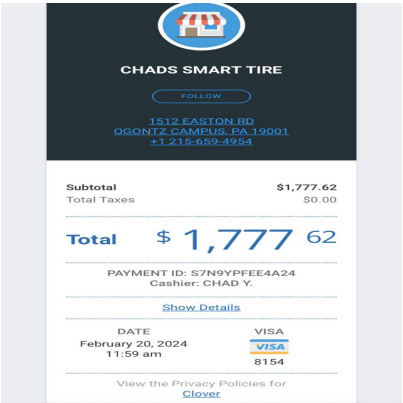 CHADS SMART TIRE
FOLLOW
1512 EASTON RD
OGONTZ CAMPUS, PA 19001
+1 215-659-4954
Subtotal $1,777.62
Total Taxes $0.00
Total $ 1,777 62
PAYMENT ID: S7N9YPFEE4A24
Cashier: CHAD Y.
Show Details
DATE VISA
February 20, 2024 VISA
11:59 am 8154
View the Privacy Policies for
Clover